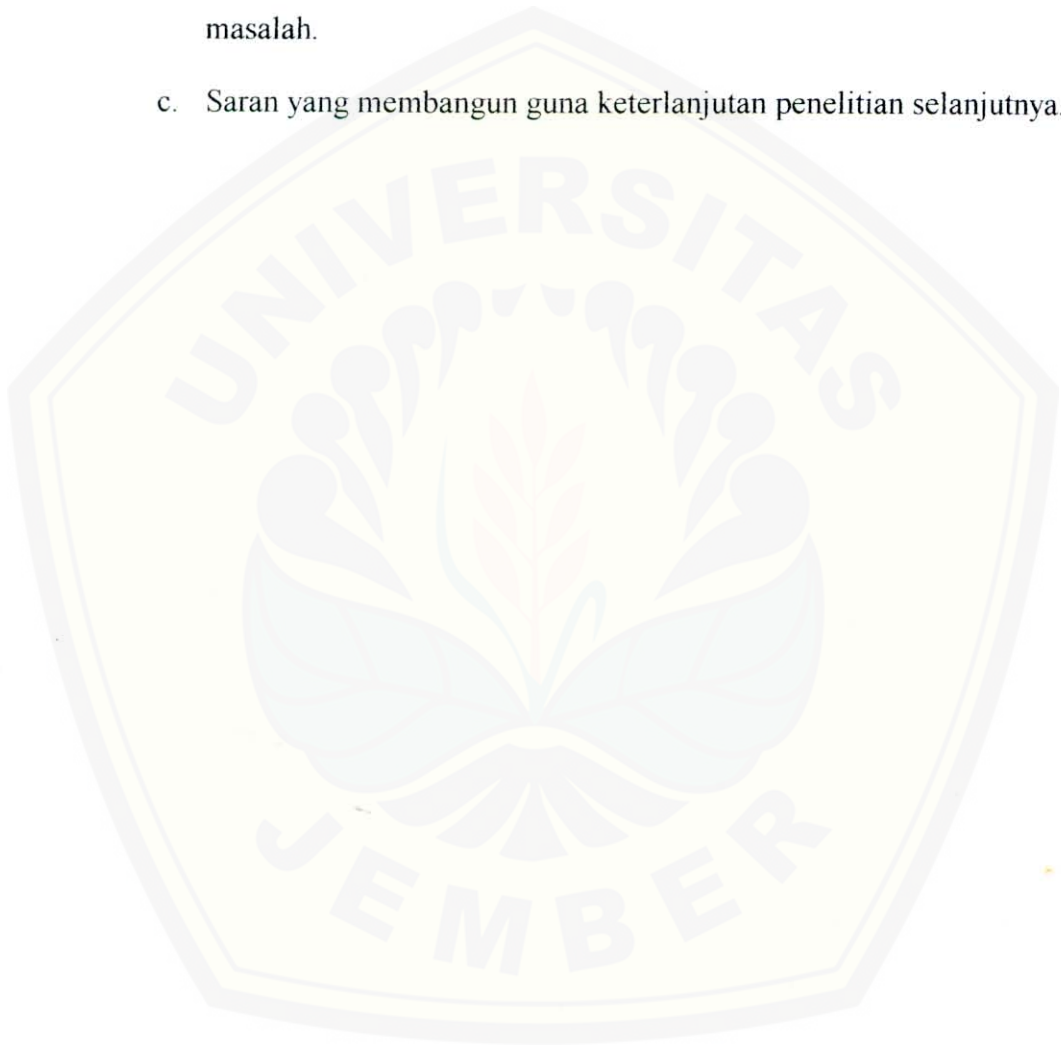 masalah.
c. Saran yang membangun guna keterlanjutan penelitian selanjutnya.
UNIVERSITAS
JEMBER